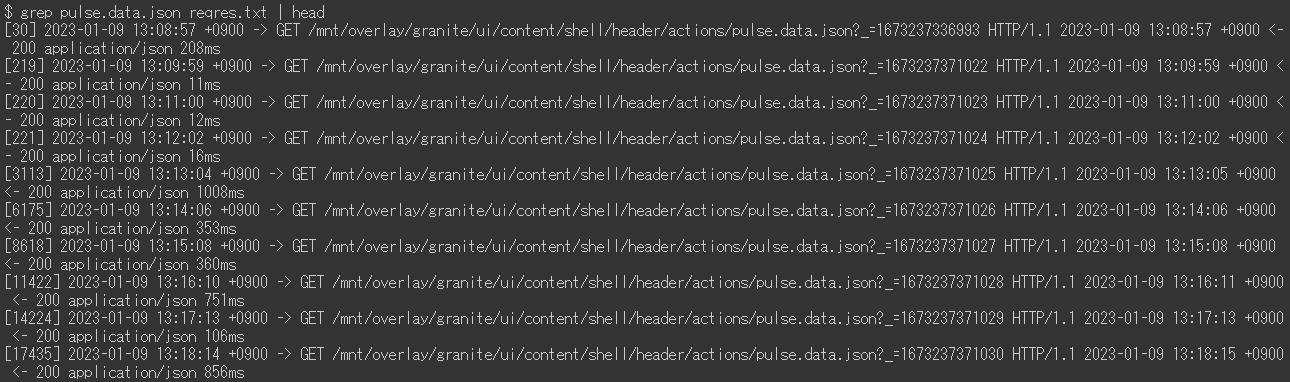 $ grep pulse.data.json reqres.txt | head
[30] 2023-01-09 13:08:57 +0900 -> GET /mnt/overlay/granite/ui/content/shell/header/actions/pulse.data.json?_=1673237336993 HTTP/1.1 2023-01-09 13:08:57 +0900 <-
 200 application/json 208ms
[219] 2023-01-09 13:09:59 +0900 -> GET /mnt/overlay/granite/ui/content/shell/header/actions/pulse.data.json?_=1673237371022 HTTP/1.1 2023-01-09 13:09:59 +0900 <
- 200 application/json 11ms
[220] 2023-01-09 13:11:00 +0900 -> GET /mnt/overlay/granite/ui/content/shell/header/actions/pulse.data.json?_=1673237371023 HTTP/1.1 2023-01-09 13:11:00 +0900 <
- 200 application/json 12ms
[221] 2023-01-09 13:12:02 +0900 -> GET /mnt/overlay/granite/ui/content/shell/header/actions/pulse.data.json?_=1673237371024 HTTP/1.1 2023-01-09 13:12:02 +0900 <
- 200 application/json 16ms
[3113] 2023-01-09 13:13:04 +0900 -> GET /mnt/overlay/granite/ui/content/shell/header/actions/pulse.data.json?_=1673237371025 HTTP/1.1 2023-01-09 13:13:05 +0900
<- 200 application/json 1008ms
[6175] 2023-01-09 13:14:06 +0900 -> GET /mnt/overlay/granite/ui/content/shell/header/actions/pulse.data.json?_=1673237371026 HTTP/1.1 2023-01-09 13:14:06 +0900
<- 200 application/json 353ms
[8618] 2023-01-09 13:15:08 +0900 -> GET /mnt/overlay/granite/ui/content/shell/header/actions/pulse.data.json?_=1673237371027 HTTP/1.1 2023-01-09 13:15:08 +0900
<- 200 application/json 360ms
[11422] 2023-01-09 13:16:10 +0900 -> GET /mnt/overlay/granite/ui/content/shell/header/actions/pulse.data.json?_=1673237371028 HTTP/1.1 2023-01-09 13:16:11 +0900
 <- 200 application/json 751ms
[14224] 2023-01-09 13:17:13 +0900 -> GET /mnt/overlay/granite/ui/content/shell/header/actions/pulse.data.json?_=1673237371029 HTTP/1.1 2023-01-09 13:17:13 +0900
 <- 200 application/json 106ms
[17435] 2023-01-09 13:18:14 +0900 -> GET /mnt/overlay/granite/ui/content/shell/header/actions/pulse.data.json?_=1673237371030 HTTP/1.1 2023-01-09 13:18:15 +0900
 <- 200 application/json 856ms